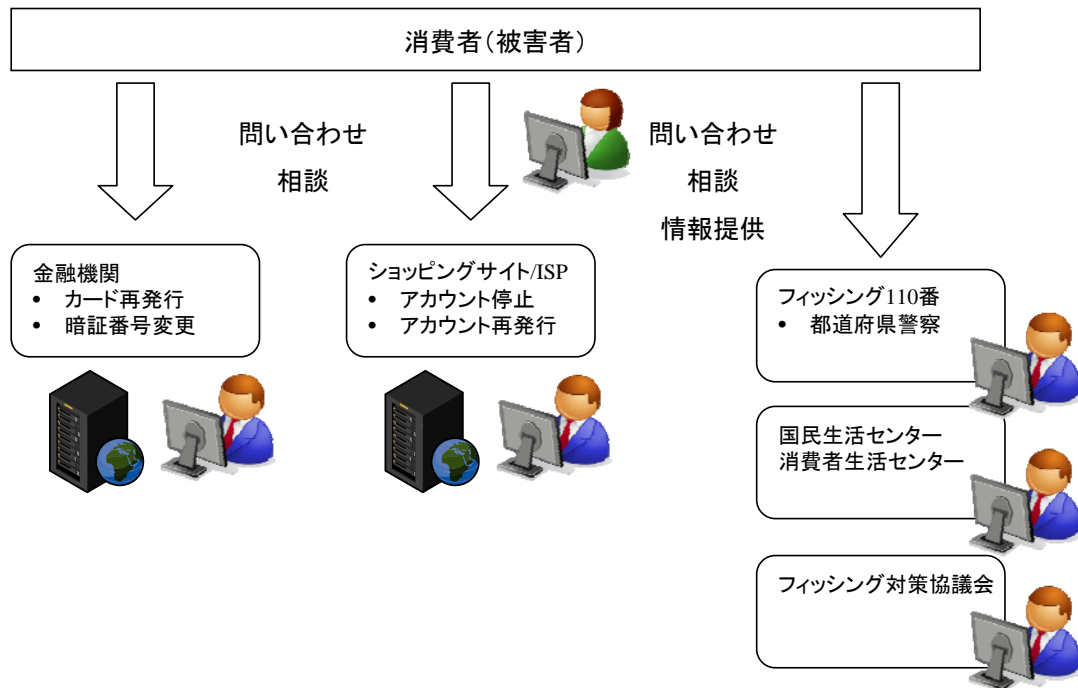 消費者（被害者）
問い合わせ
相談
問い合わせ
相談
情報提供
金融機関
• カード再発行
• 暗証番号変更
ショッピングサイト/ISP
• アカウント停止
• アカウント再発行
フィッシング110番
• 都道府県警察
国民生活センター
消費者生活センター
フィッシング対策協議会